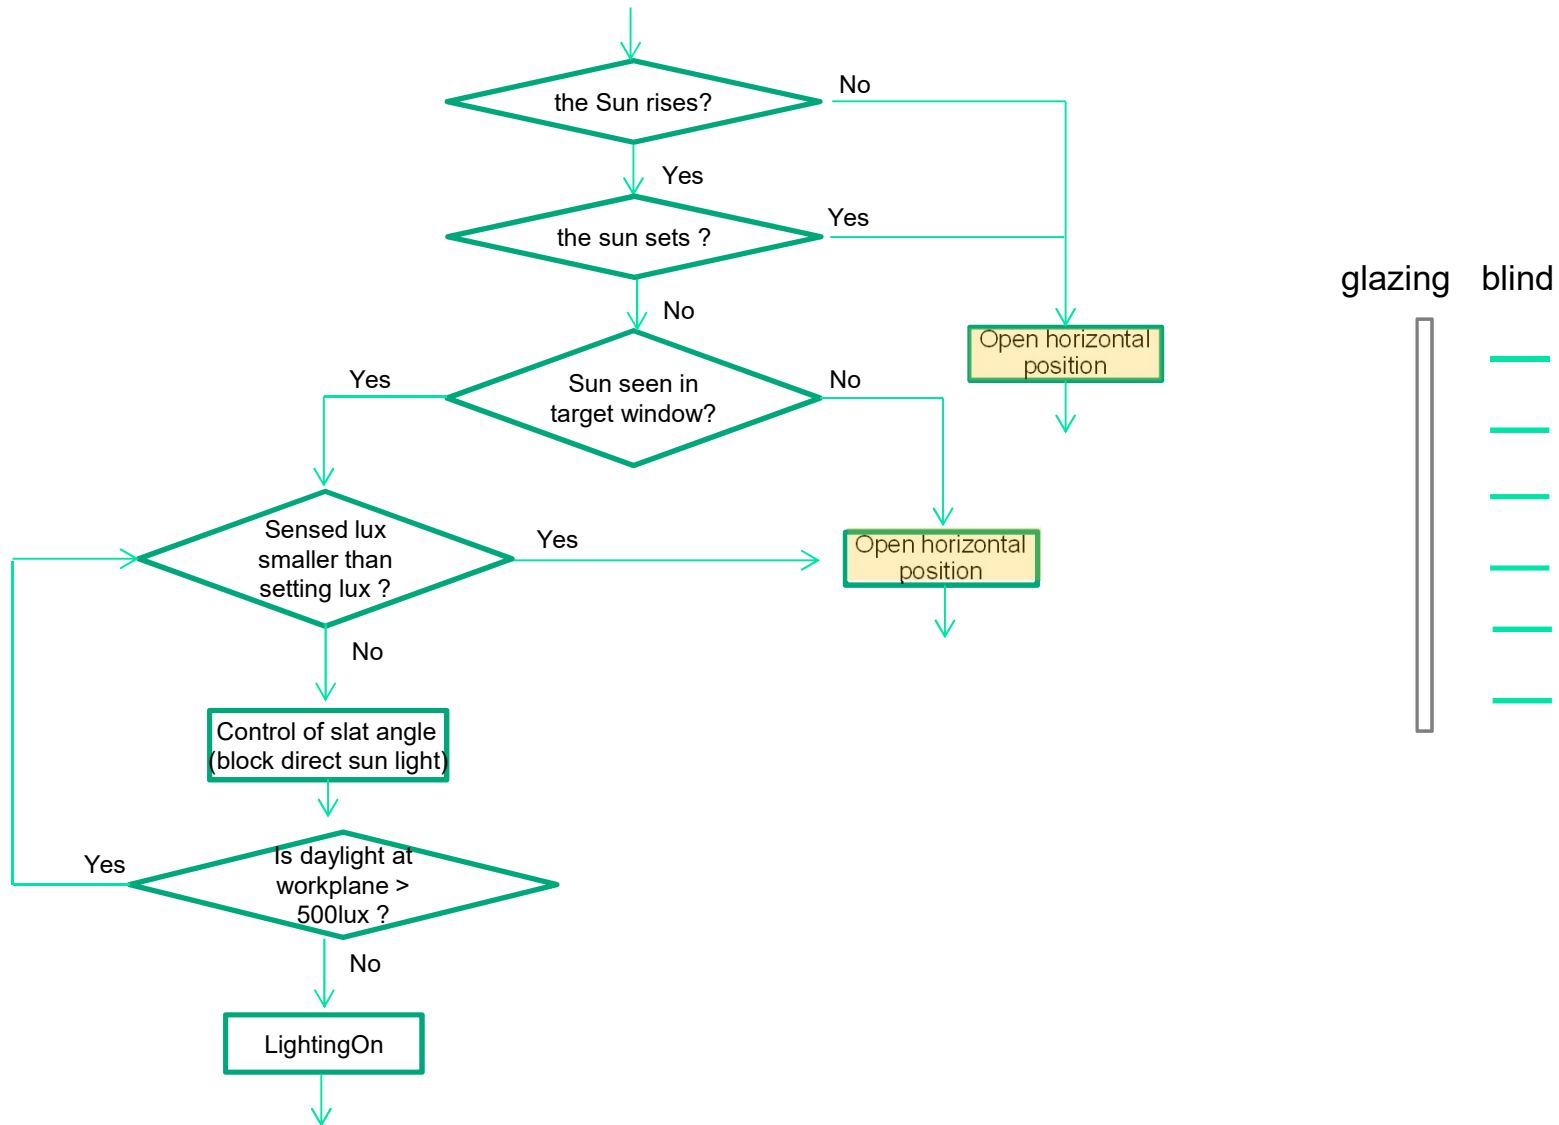 the Sun rises?
No
Yes
the sun sets ?
Yes
No
glazing
blind
Open horizontal
position
Sun seen in
target window?
Yes
No
Sensed lux
smaller than
setting lux ?
Yes
Open horizontal
position
No
Control of slat angle
(block direct sun light)
Is daylight at
workplane >
500lux ?
Yes
No
LightingOn